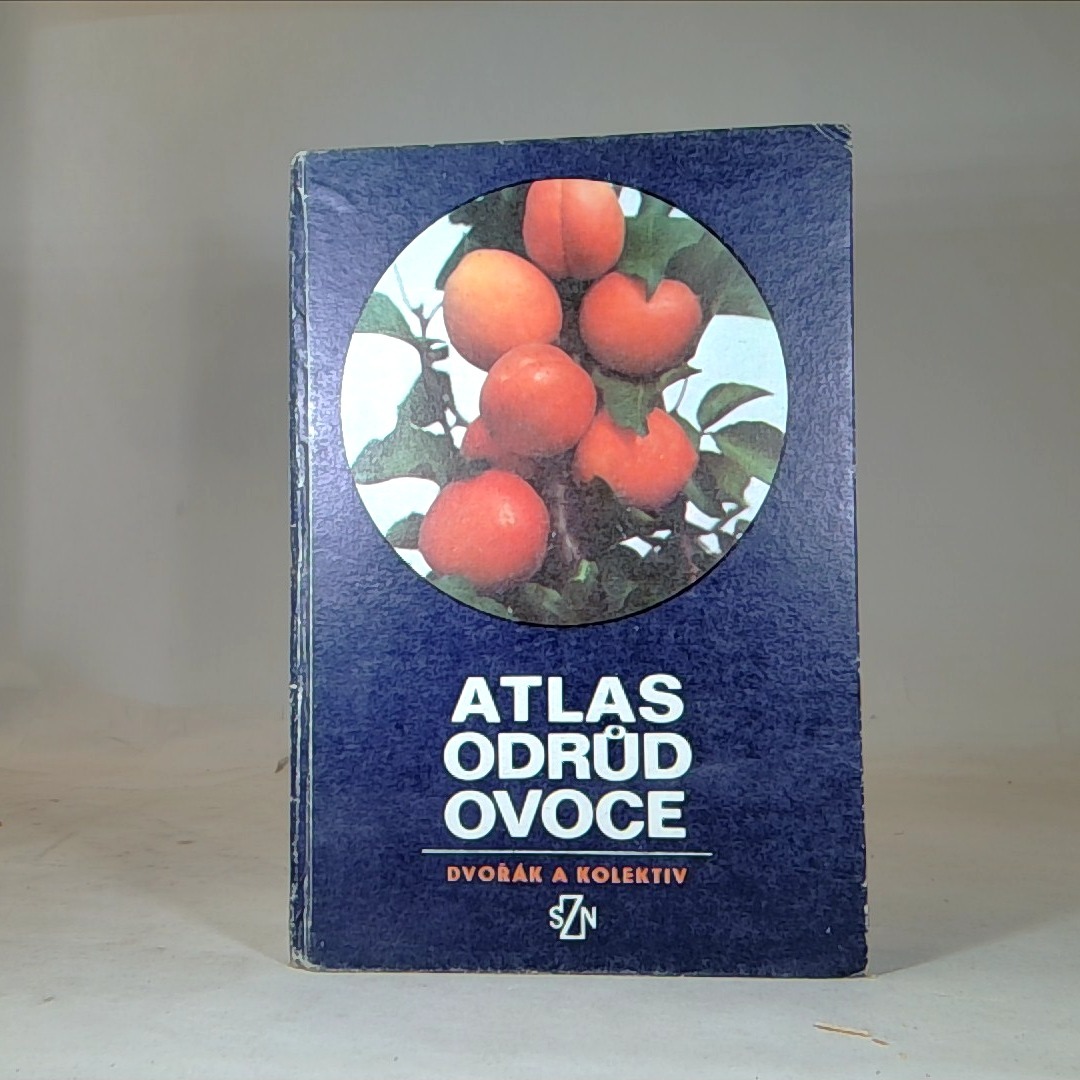 ATLAS
ODRŮD
OVOCE
DVOŘÁK A KOLEKTIV
SZN